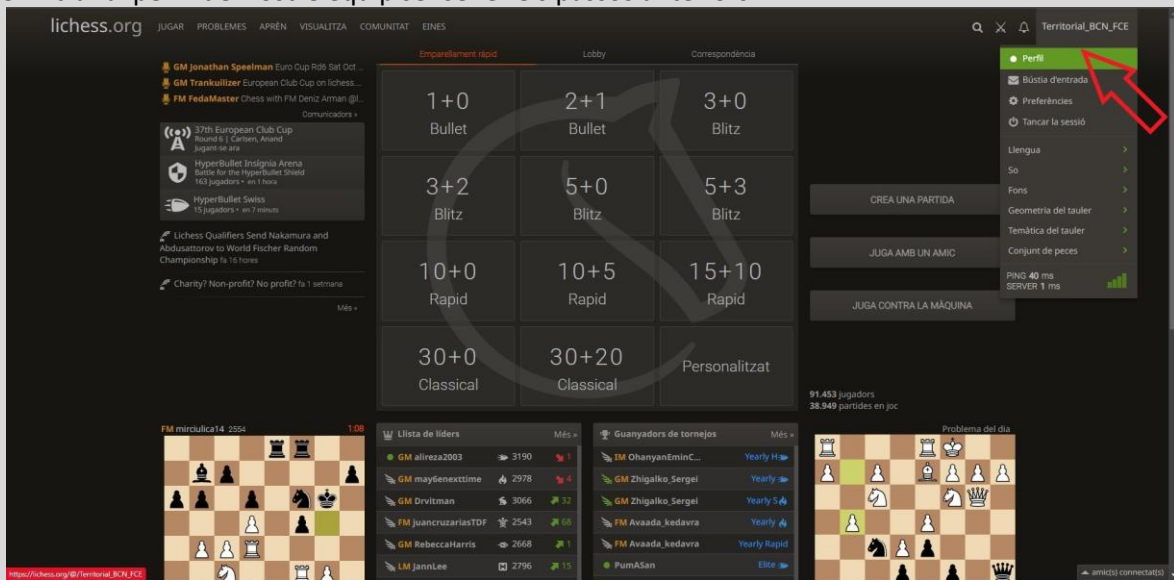 lichess.org JUGAR PROBLEMES APRÈN VISUALITZA COMUNITAT EINES Territorial_BCN_FCE
Emparellament ràpid Lobby Correspondència
GM Jonathan Speelman Euro Cup Rd6 Sat Oct ...
GM Trankuilizer European Club Cup on lichess...
FM FedaMaster Chess with FM Deniz Arman @l...
Comunicadors »
37th European Club Cup
Round 6 | Carlsen, Anand
Jugant-se ara
HyperBullet Insígnia Arena
Battle for the HyperBullet Shield
163 jugadors • en 1 hora
HyperBullet Swiss
15 jugadors • en 7 minuts
Lichess Qualifiers Send Nakamura and
Abdusattorov to World Fischer Random
Championship fa 16 hores
Charity? Non-profit? No profit? fa 1 setmana
Més »
1+0
Bullet
2+1
Bullet
3+0
Blitz
3+2
Blitz
5+0
Blitz
5+3
Blitz
10+0
Rapid
10+5
Rapid
15+10
Rapid
30+0
Classical
30+20
Classical
Personalitzat
CREA UNA PARTIDA
JUGA AMB UN AMIC
JUGA CONTRA LA MÀQUINA
91.453 jugadors
38.949 partides en joc
Perfil
Bústia d'entrada
Preferències
Tancar la sessió
Llengua
So
Fons
Geometria del tauler
Temàtica del tauler
Conjunt de peces
PING 40 ms
SERVER 1 ms
FM mirciulica14 2554 1:08
Llista de líders Més »
GM alireza2003 3190 1
GM may6enexttime 2978 4
GM Drvitman 3066 32
FM JuancruzariasTDF 2543 68
GM RebeccaHarris 2668 1
LM JannLee 2796 15
Guanyadors de tornejos Més »
IM OhanyanEminC... Yearly H
GM Zhigalko_Sergei Yearly
GM Zhigalko_Sergei Yearly S
FM Avaada_kedavra Yearly
FM Avaada_kedavra Yearly Rapid
PumASan Elite
Problema del dia
https://lichess.org/@/Territorial_BCN_FCE
amic(s) connectat(s)